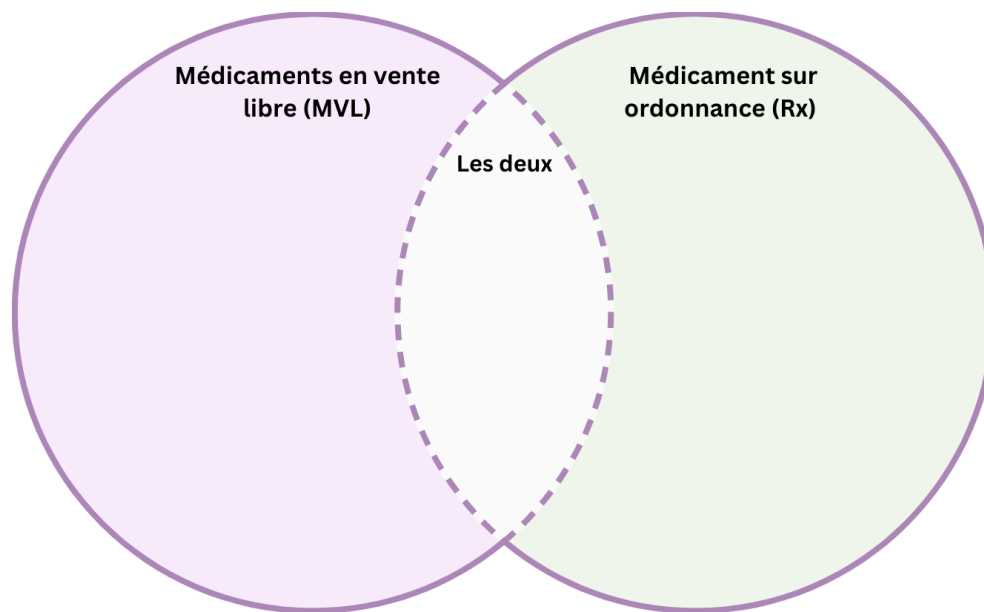 Médicaments en vente
libre (MVL)
Médicament sur
ordonnance (Rx)
Les deux